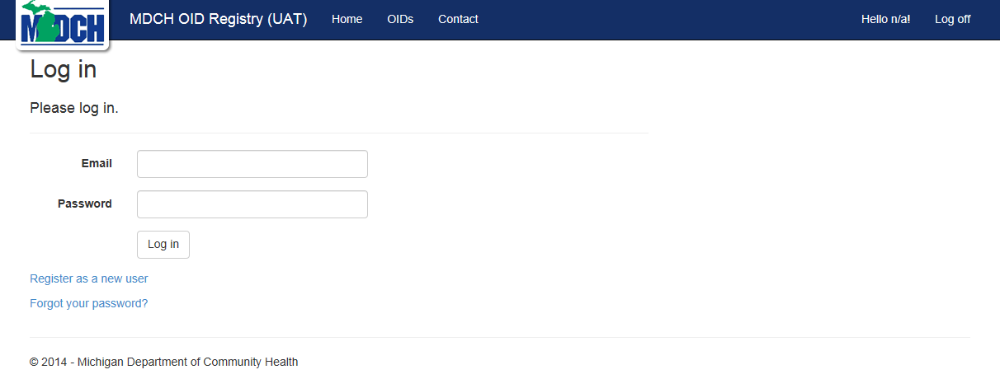 MDCH
MDCH OID Registry (UAT) Home OIDs Contact Hello n/a! Log off
Log in
Please log in.
Email
Password
Log in
Register as a new user
Forgot your password?
© 2014 - Michigan Department of Community Health